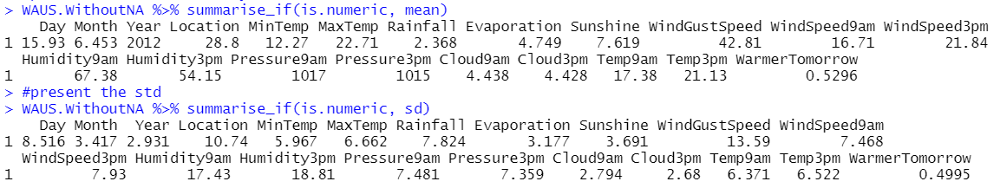 > WAUS.WithoutNA %>% summarise_if(is.numeric, mean)
Day Month Year Location MinTemp MaxTemp Rainfall Evaporation Sunshine WindGustSpeed WindSpeed9am WindSpeed3pm
1 15.93 6.453 2012 28.8 12.27 22.71 2.368 4.749 7.619 42.81 16.71 21.84
Humidity9am Humidity3pm Pressure9am Pressure3pm Cloud9am Cloud3pm Temp9am Temp3pm WarmerTomorrow
1 67.38 54.15 1017 1015 4.438 4.428 17.38 21.13 0.5296
> #present the std
> WAUS.WithoutNA %>% summarise_if(is.numeric, sd)
Day Month Year Location MinTemp MaxTemp Rainfall Evaporation Sunshine WindGustSpeed WindSpeed9am
1 8.516 3.417 2.931 10.74 5.967 6.662 7.824 3.177 3.691 13.59 7.468
WindSpeed3pm Humidity9am Humidity3pm Pressure9am Pressure3pm Cloud9am Cloud3pm Temp9am Temp3pm WarmerTomorrow
1 7.93 17.43 18.81 7.481 7.359 2.794 2.68 6.371 6.522 0.4995